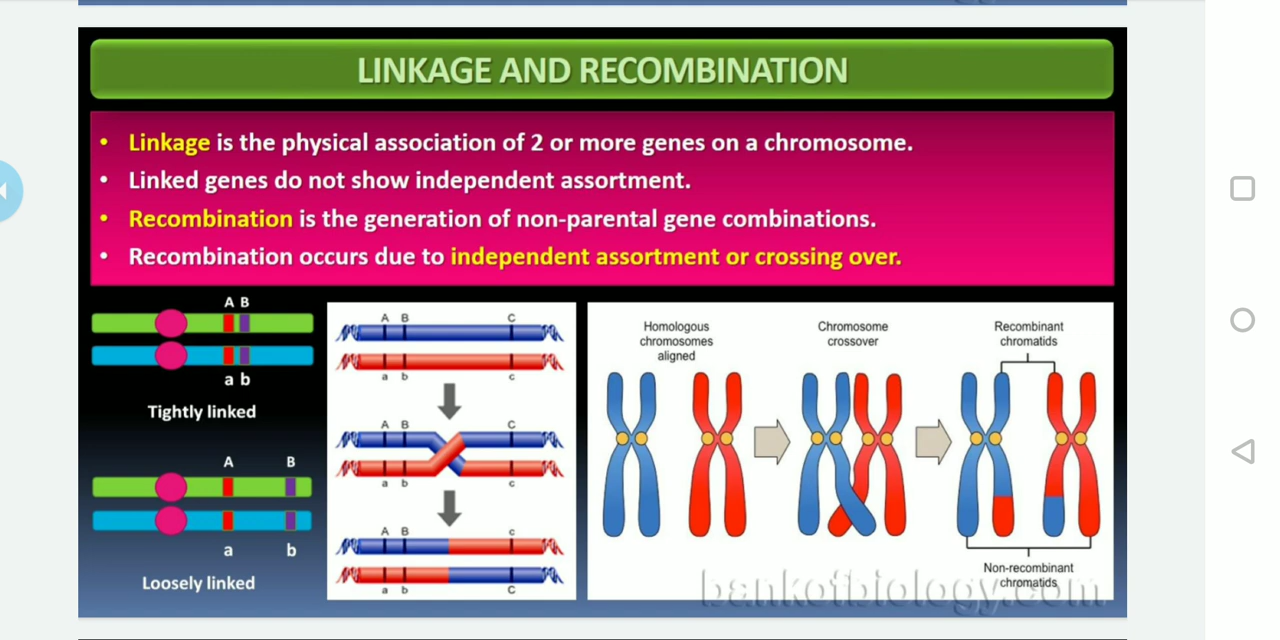 LINKAGE AND RECOMBINATION
• Linkage is the physical association of 2 or more genes on a chromosome.
• Linked genes do not show independent assortment.
• Recombination is the generation of non-parental gene combinations.
• Recombination occurs due to independent assortment or crossing over.
A B
a b
Tightly linked
A B
a b
Loosely linked
A B C
a b c
A B C
a b c
A B c
a b C
Homologous
chromosomes
aligned
Chromosome
crossover
Recombinant
chromatids
Non-recombinant
chromatids
bankofbiology.com